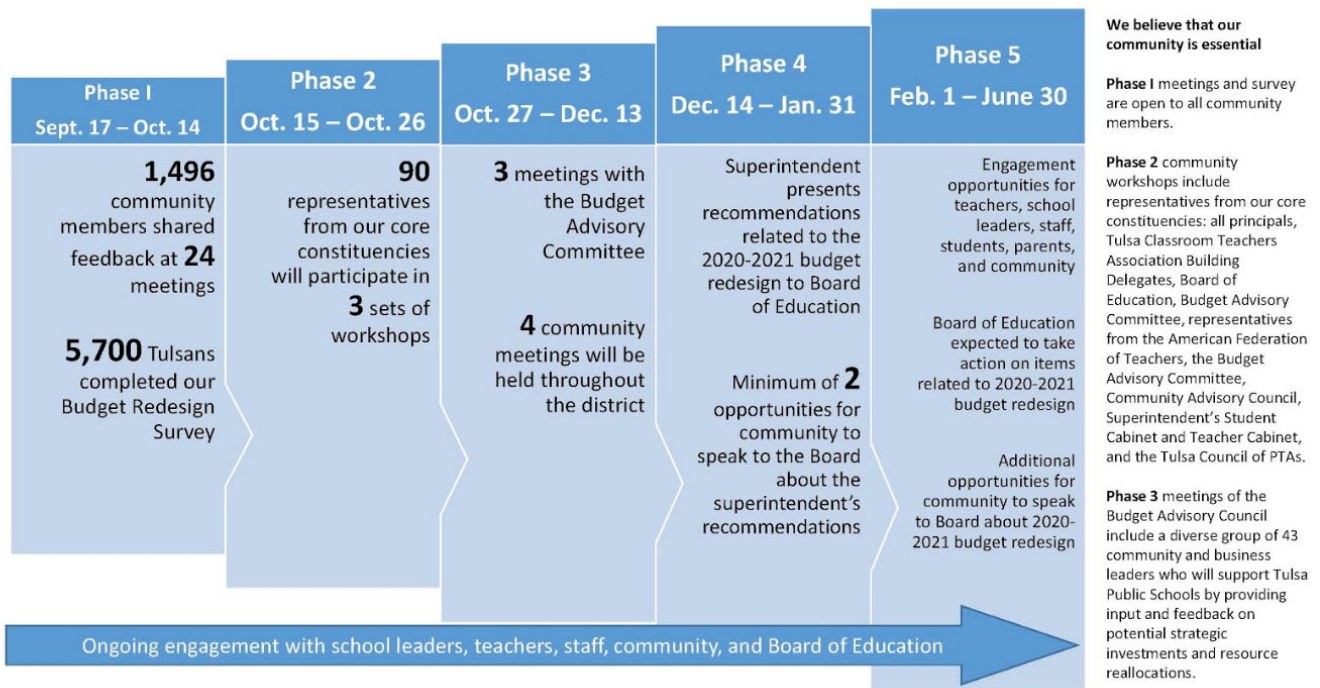 Phase I
Sept. 17 – Oct. 14
1,496
community
members shared
feedback at 24
meetings
5,700 Tulsans
completed our
Budget Redesign
Survey
Phase 2
Oct. 15 – Oct. 26
90
representatives
from our core
constituencies
will participate in
3 sets of
workshops
Phase 3
Oct. 27 – Dec. 13
3 meetings with
the Budget
Advisory
Committee
4 community
meetings will be
held throughout
the district
Phase 4
Dec. 14 – Jan. 31
Superintendent
presents
recommendations
related to the
2020-2021 budget
redesign to Board
of Education
Minimum of 2
opportunities for
community to
speak to the Board
about the
superintendent's
recommendations
Phase 5
Feb. 1 – June 30
Engagement
opportunities for
teachers, school
leaders, staff,
students, parents,
and community
Board of Education
expected to take
action on items
related to 2020-2021
budget redesign
Additional
opportunities for
community to speak
to Board about 2020-
2021 budget redesign
Ongoing engagement with school leaders, teachers, staff, community, and Board of Education
We believe that our
community is essential
Phase I meetings and survey
are open to all community
members.
Phase 2 community
workshops include
representatives from our core
constituencies: all principals,
Tulsa Classroom Teachers
Association Building
Delegates, Board of
Education, Budget Advisory
Committee, representatives
from the American Federation
of Teachers, the Budget
Advisory Committee,
Community Advisory Council,
Superintendent's Student
Cabinet and Teacher Cabinet,
and the Tulsa Council of PTAs.
Phase 3 meetings of the
Budget Advisory Council
include a diverse group of 43
community and business
leaders who will support Tulsa
Public Schools by providing
input and feedback on
potential strategic
investments and resource
reallocations.